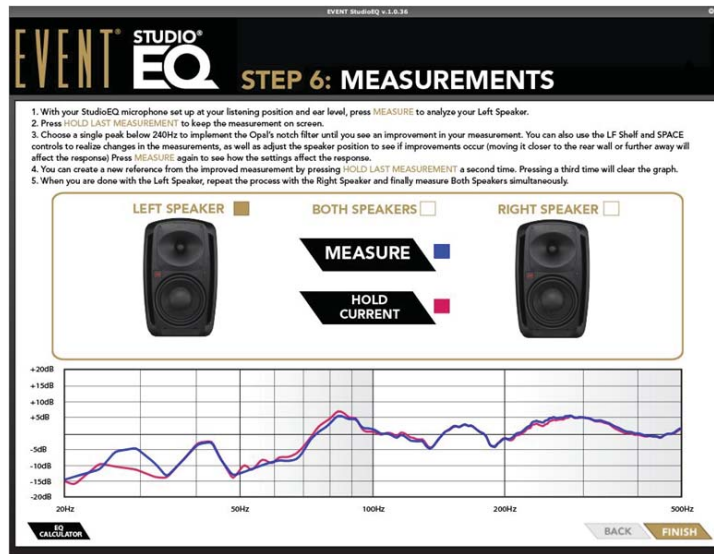 EVENT StudioEQ v.1.0.36
EVENT® STUDIO® EQ
STEP 6: MEASUREMENTS
1. With your StudioEQ microphone set up at your listening position and ear level, press MEASURE to analyze your Left Speaker.
2. Press HOLD LAST MEASUREMENT to keep the measurement on screen.
3. Choose a single peak below 240Hz to implement the Opal's notch filter until you see an improvement in your measurement. You can also use the LF Shelf and SPACE
controls to realize changes in the measurements, as well as adjust the speaker position to see if improvements occur (moving it closer to the rear wall or further away will
affect the response) Press MEASURE again to see how the settings affect the response.
4. You can create a new reference from the improved measurement by pressing HOLD LAST MEASUREMENT a second time. Pressing a third time will clear the graph.
5. When you are done with the Left Speaker, repeat the process with the Right Speaker and finally measure Both Speakers simultaneously.
LEFT SPEAKER BOTH SPEAKERS RIGHT SPEAKER
MEASURE
HOLD
CURRENT
+20dB
+15dB
+10dB
+5dB
-5dB
-10dB
-15dB
-20dB
20Hz 50Hz 100Hz 200Hz 500Hz
EQ
CALCULATOR
BACK FINISH